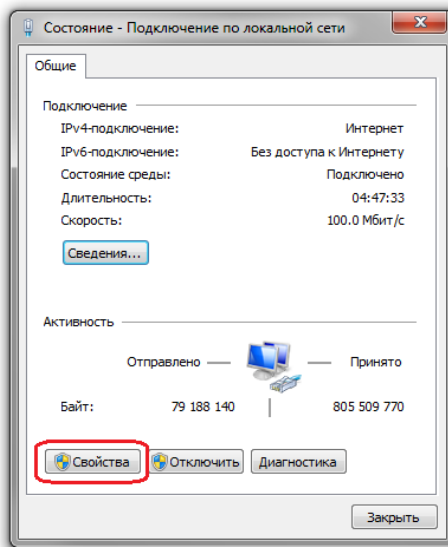 Состояние - Подключение по локальной сети
Общие
Подключение
IPv4-подключение: Интернет
IPv6-подключение: Без доступа к Интернету
Состояние среды: Подключено
Длительность: 04:47:33
Скорость: 100.0 Мбит/с
Сведения...
Активность
Отправлено — — Принято
Байт: 79 188 140 | 805 509 770
Свойства Отключить Диагностика
Закрыть